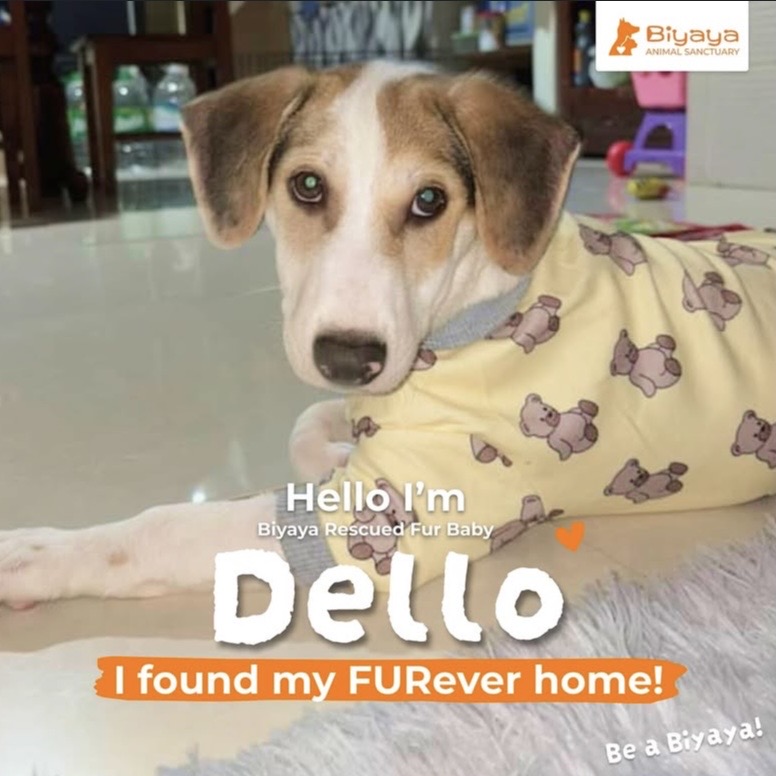 Biyaya
ANIMAL SANCTUARY
Hello I'm
Biyaya Rescued Fur Baby
Dello
I found my FURever home!
Be a Biyaya!